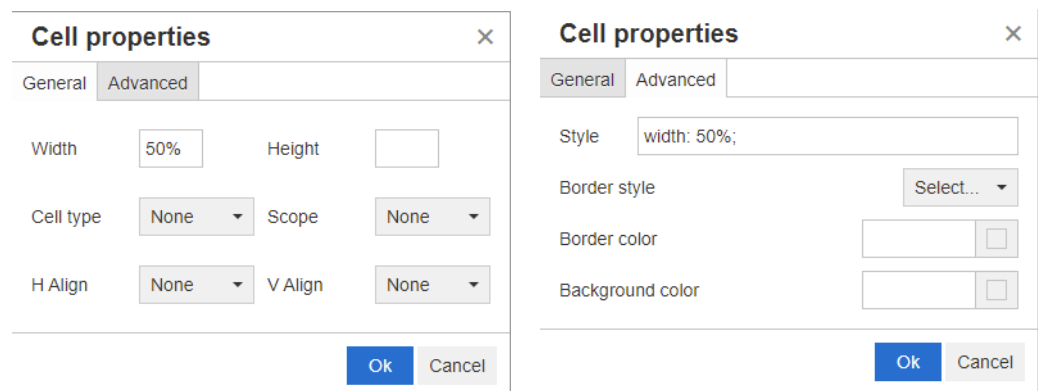 Cell properties ×
General Advanced
Width 50% Height
Cell type None Scope None
H Align None V Align None
Ok Cancel
Cell properties ×
General Advanced
Style width: 50%;
Border style Select...
Border color
Background color
Ok Cancel